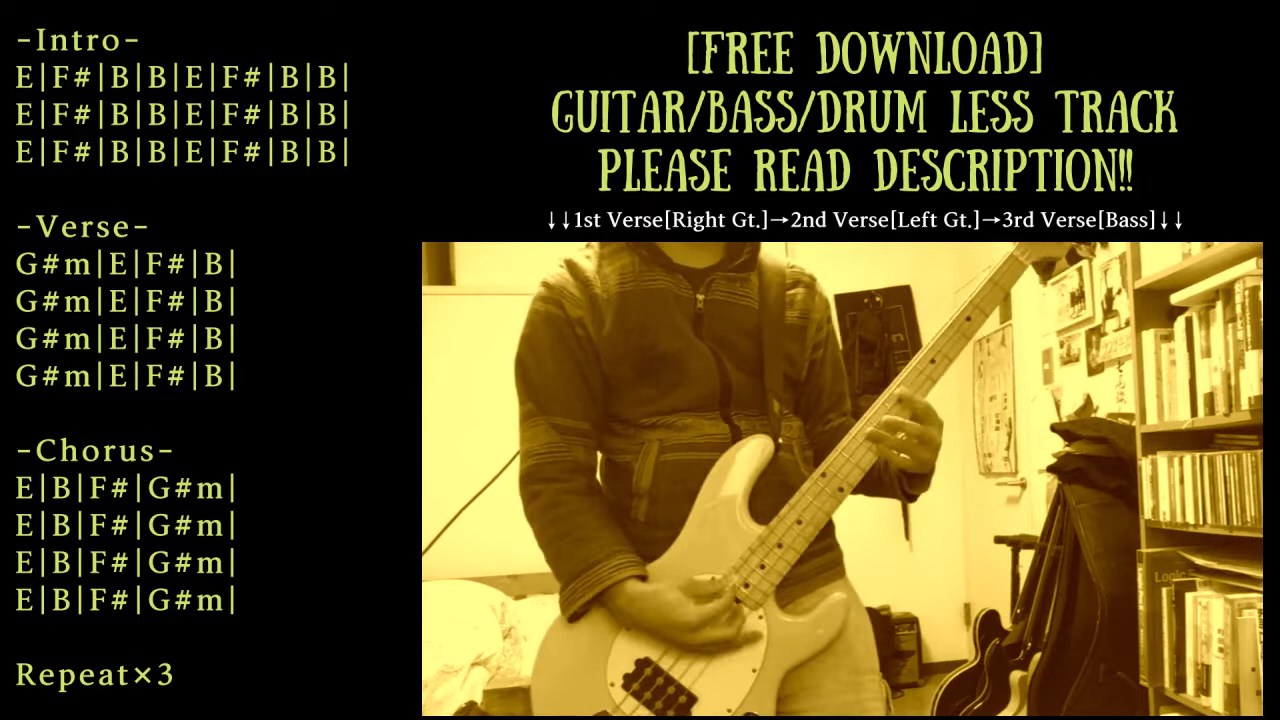 -Intro-
E|F#|B|B|E|F#|B|B|
E|F#|B|B|E|F#|B|B|
E|F#|B|B|E|F#|B|B|
-Verse-
G#m|E|F#|B|
G#m|E|F#|B|
G#m|E|F#|B|
G#m|E|F#|B|
-Chorus-
E|B|F#|G#m|
E|B|F#|G#m|
E|B|F#|G#m|
E|B|F#|G#m|
Repeat×3
[FREE DOWNLOAD]
GUITAR/BASS/DRUM LESS TRACK
PLEASE READ DESCRIPTION!!
↓↓1st Verse[Right Gt.]→2nd Verse[Left Gt.]→3rd Verse[Bass]↓↓
Logic